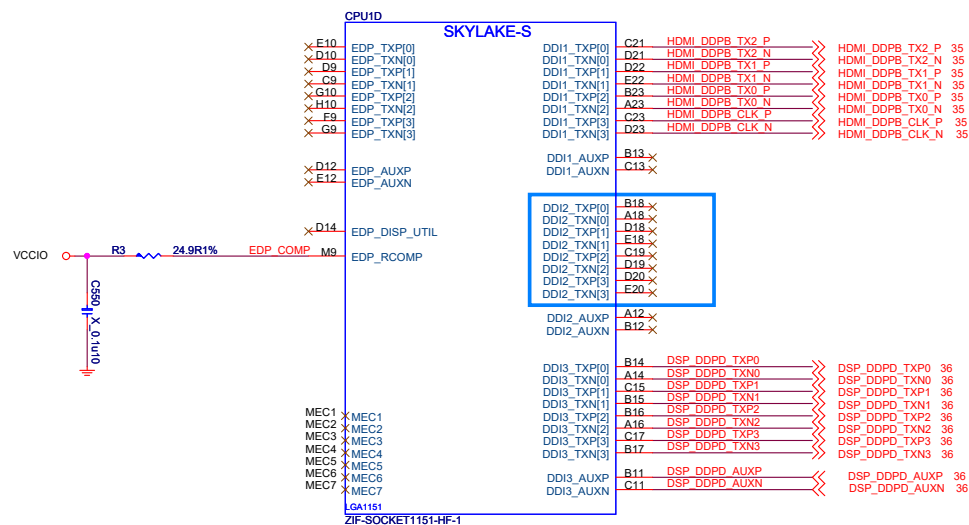 CPU1D
SKYLAKE-S
E10 EDP_TXP[0] DDI1_TXP[0] C21 HDMI_DDPB_TX2_P HDMI_DDPB_TX2_P 35
D10 EDP_TXN[0] DDI1_TXN[0] D21 HDMI_DDPB_TX2_N HDMI_DDPB_TX2_N 35
D9 EDP_TXP[1] DDI1_TXP[1] D22 HDMI_DDPB_TX1_P HDMI_DDPB_TX1_P 35
C9 EDP_TXN[1] DDI1_TXN[1] E22 HDMI_DDPB_TX1_N HDMI_DDPB_TX1_N 35
G10 EDP_TXP[2] DDI1_TXP[2] B23 HDMI_DDPB_TX0_P HDMI_DDPB_TX0_P 35
H10 EDP_TXN[2] DDI1_TXN[2] A23 HDMI_DDPB_TX0_N HDMI_DDPB_TX0_N 35
F9 EDP_TXP[3] DDI1_TXP[3] C23 HDMI_DDPB_CLK_P HDMI_DDPB_CLK_P 35
G9 EDP_TXN[3] DDI1_TXN[3] D23 HDMI_DDPB_CLK_N HDMI_DDPB_CLK_N 35
DDI1_AUXP B13
D12 EDP_AUXP DDI1_AUXN C13
E12 EDP_AUXN
DDI2_TXP[0] B18
DDI2_TXN[0] A18
D14 EDP_DISP_UTIL DDI2_TXP[1] D18
DDI2_TXN[1] E18
VCCIO R3 24.9R1% EDP_COMP M9 EDP_RCOMP DDI2_TXP[2] C19
DDI2_TXN[2] D19
DDI2_TXP[3] D20
DDI2_TXN[3] E20
C550 X_0.1u10
DDI2_AUXP A12
DDI2_AUXN B12
DDI3_TXP[0] B14 DSP_DDPD_TXP0 DSP_DDPD_TXP0 36
DDI3_TXN[0] A14 DSP_DDPD_TXN0 DSP_DDPD_TXN0 36
DDI3_TXP[1] C15 DSP_DDPD_TXP1 DSP_DDPD_TXP1 36
DDI3_TXN[1] B15 DSP_DDPD_TXN1 DSP_DDPD_TXN1 36
MEC1 MEC1 DDI3_TXP[2] B16 DSP_DDPD_TXP2 DSP_DDPD_TXP2 36
MEC2 MEC2 DDI3_TXN[2] A16 DSP_DDPD_TXN2 DSP_DDPD_TXN2 36
MEC3 MEC3 DDI3_TXP[3] C17 DSP_DDPD_TXP3 DSP_DDPD_TXP3 36
MEC4 MEC4 DDI3_TXN[3] B17 DSP_DDPD_TXN3 DSP_DDPD_TXN3 36
MEC5 MEC5
MEC6 MEC6 DDI3_AUXP B11 DSP_DDPD_AUXP DSP_DDPD_AUXP 36
MEC7 MEC7 DDI3_AUXN C11 DSP_DDPD_AUXN DSP_DDPD_AUXN 36
LGA1151
ZIF-SOCKET1151-HF-1